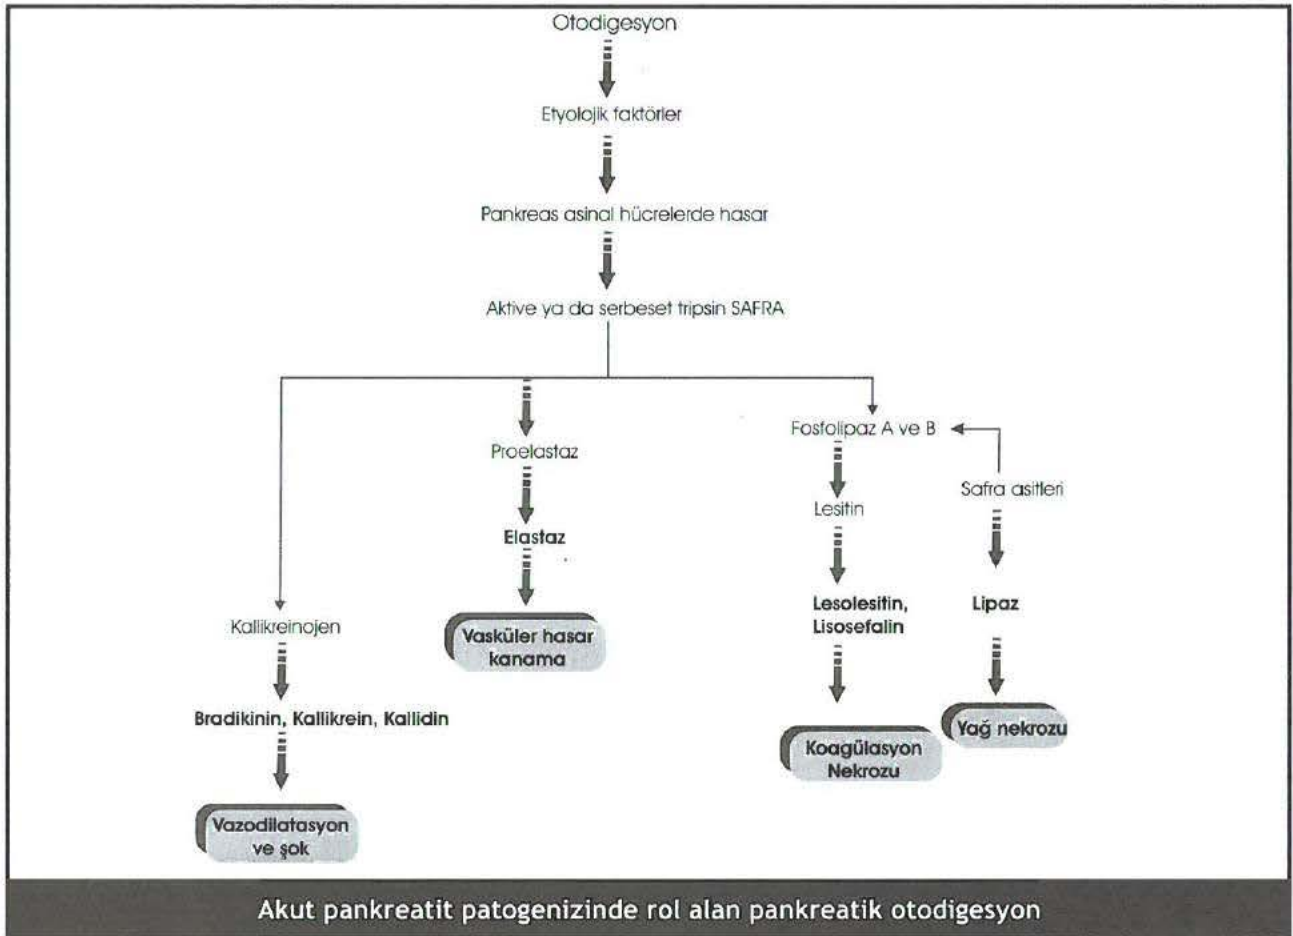 Otodigesyon
Etyolojik faktörler
Pankreas asinal hücrelerde hasar
Aktive ya da serbeset tripsin SAFRA
Kallikreinojen
Bradikinin, Kallikrein, Kallidin
Vazodilatasyon
ve şok
Proelastaz
Elastaz
Vasküler hasar
kanama
Fosfolipaz A ve B
Lesitin
Lesolesitin,
Lisosefalin
Koagülasyon
Nekrozu
Safra asitleri
Lipaz
Yağ nekrozu
Akut pankreatit patogenizinde rol alan pankreatik otodigesyon